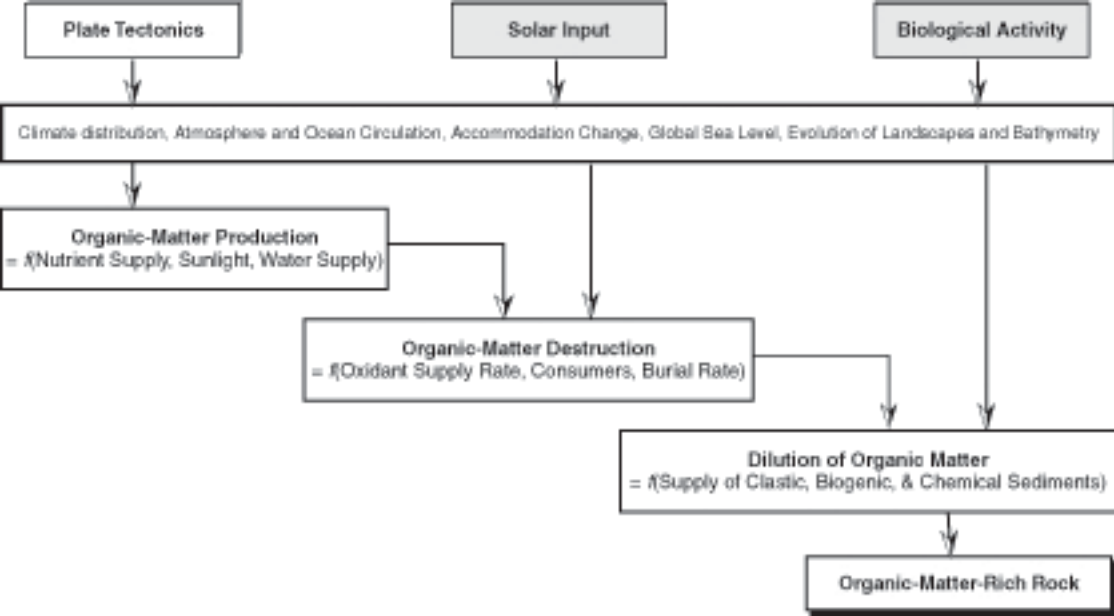 Plate Tectonics
Solar Input
Biological Activity
Climate distribution, Atmosphere and Ocean Circulation, Accommodation Change, Global Sea Level, Evolution of Landscapes and Bathymetry
Organic-Matter Production
= f(Nutrient Supply, Sunlight, Water Supply)
Organic-Matter Destruction
= f(Oxidant Supply Rate, Consumers, Burial Rate)
Dilution of Organic Matter
= f(Supply of Clastic, Biogenic, & Chemical Sediments)
Organic-Matter-Rich Rock